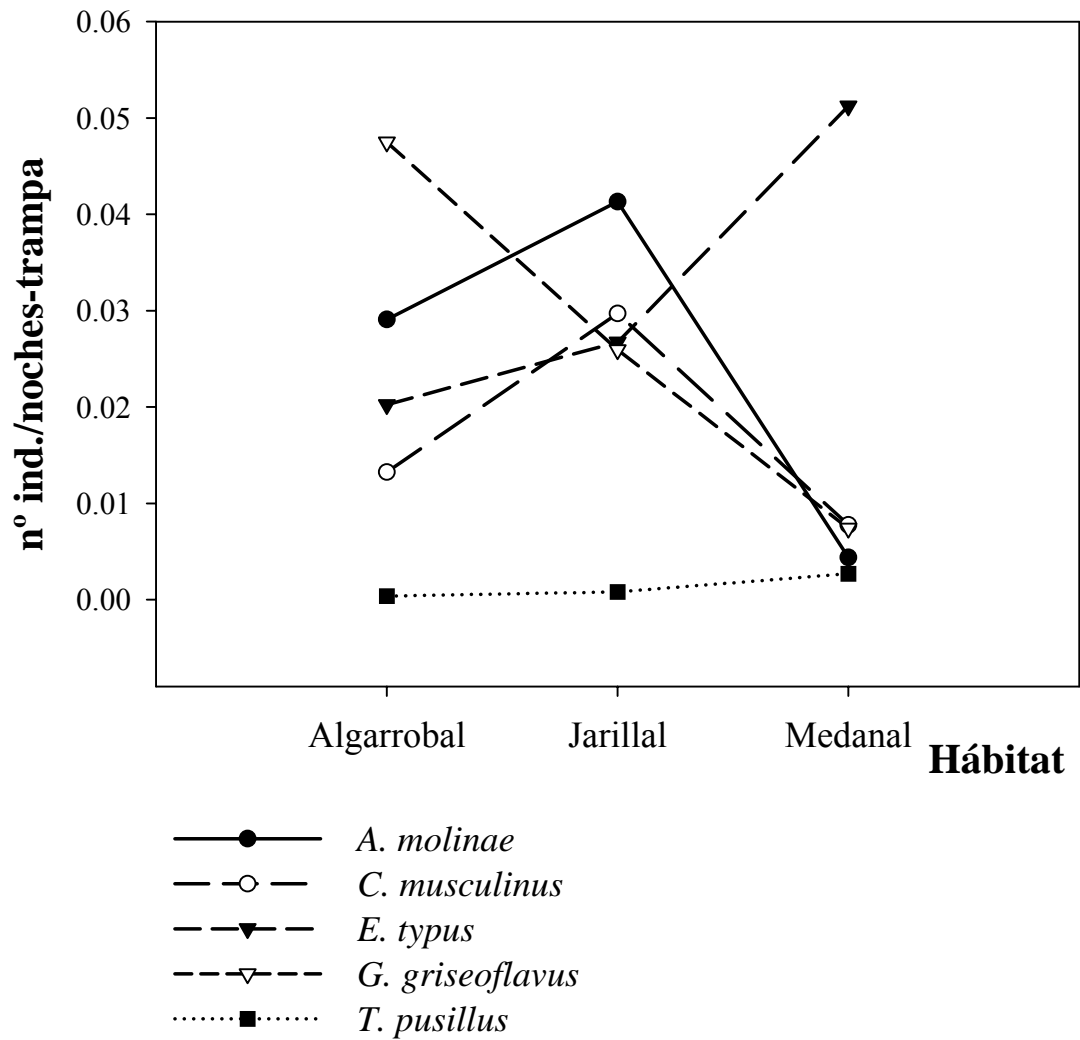 0.06
0.05
0.04
0.03
0.02
0.01
0.00
nº ind./noches-trampa
Algarrobal
Jarillal
Medanal
Hábitat
A. molinae
C. musculinus
E. typus
G. griseoflavus
T. pusillus